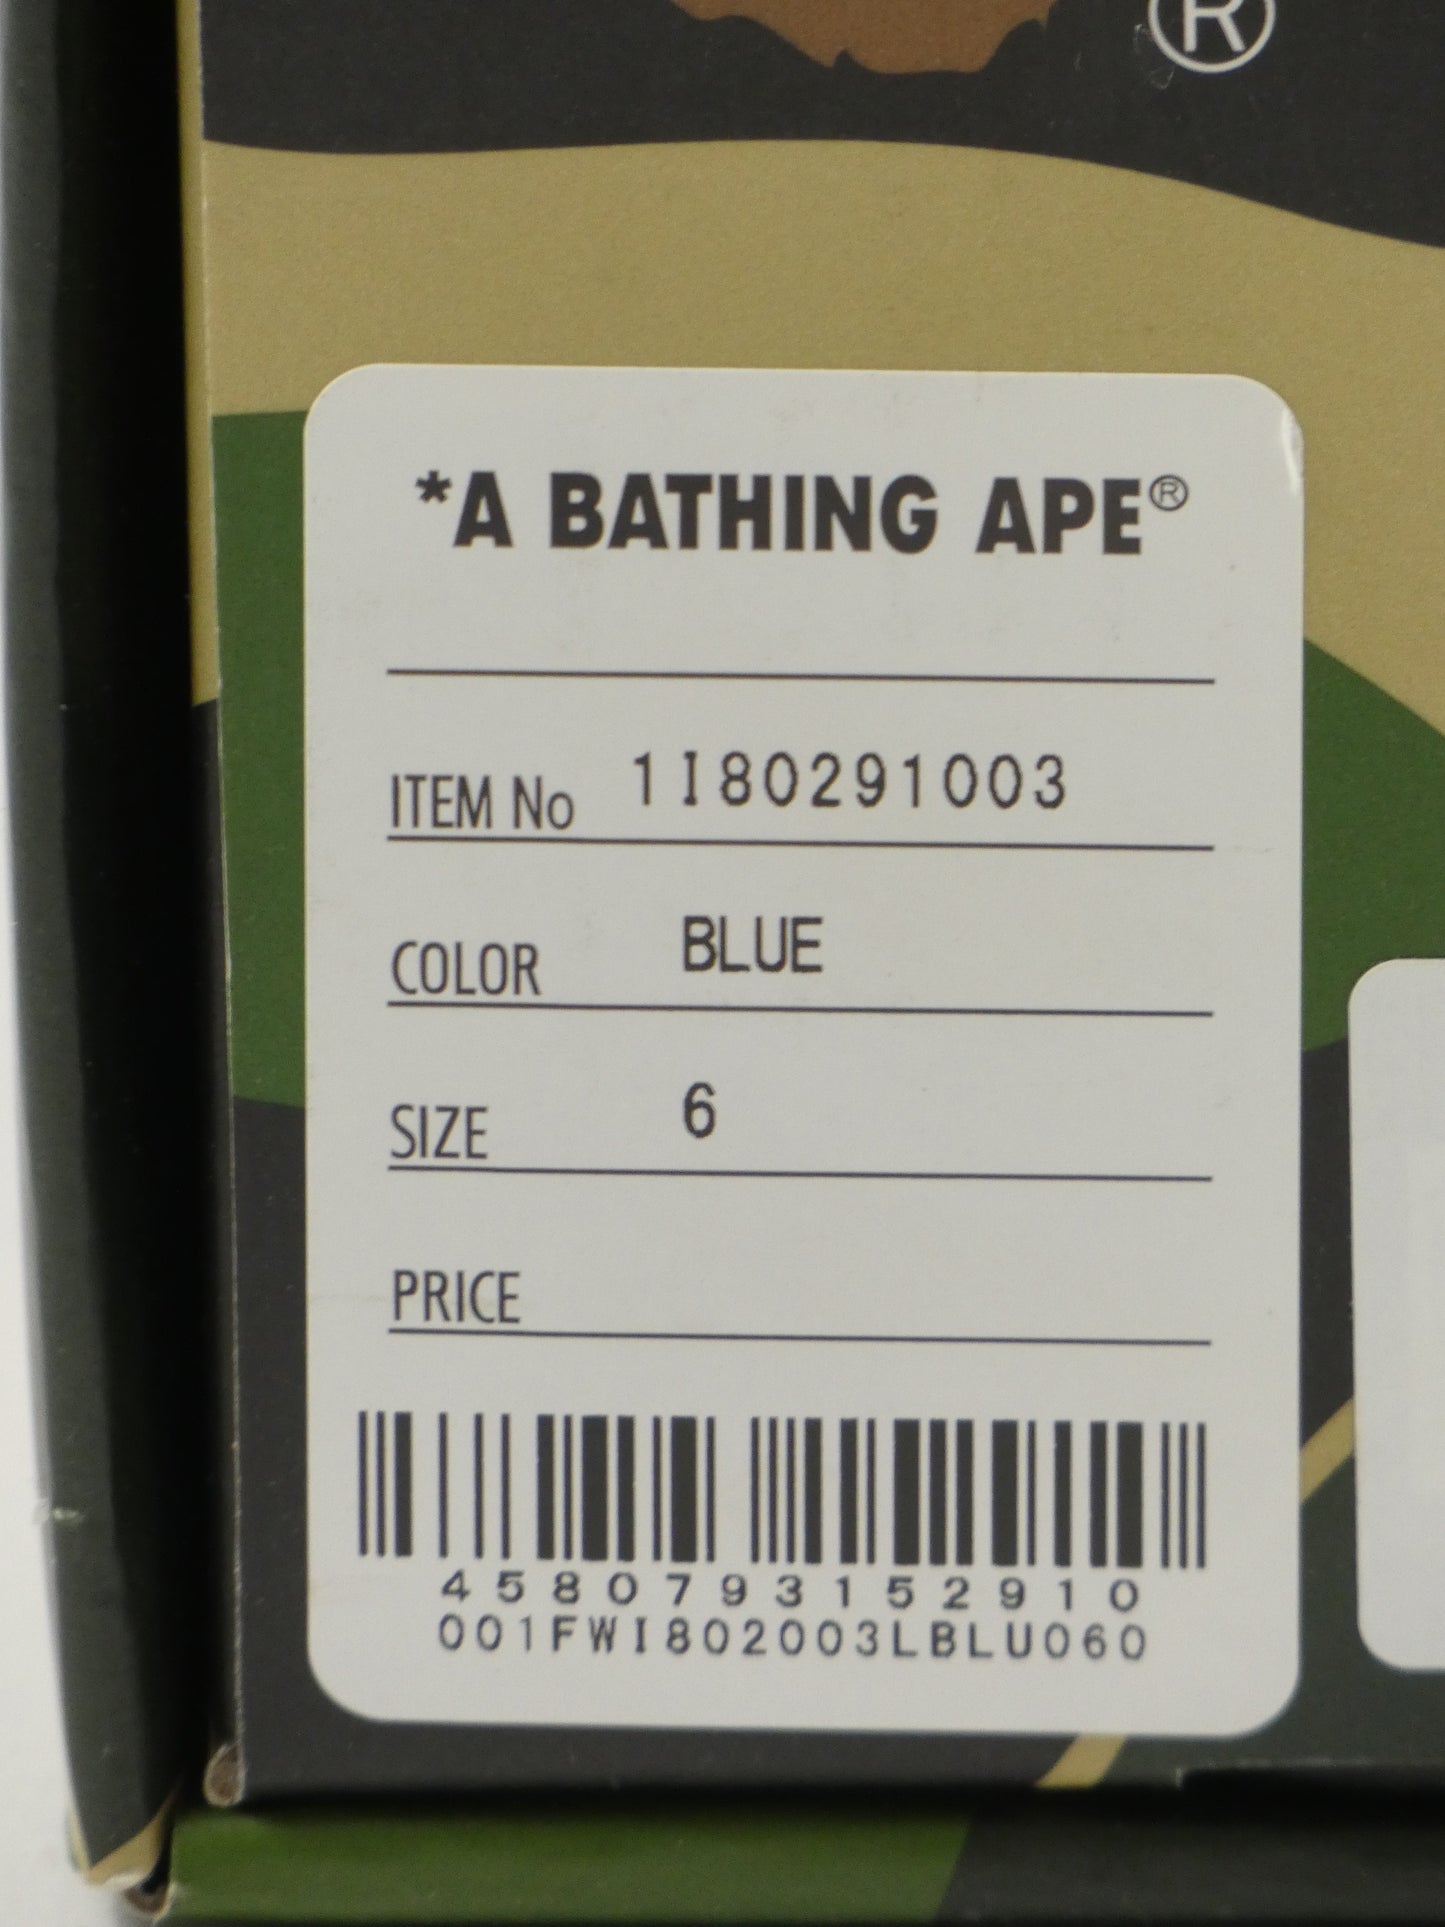 ®
*A BATHING APE®
ITEM No 1I80291003
COLOR BLUE
SIZE 6
PRICE
4580793152910
001FWI802003LBLU060